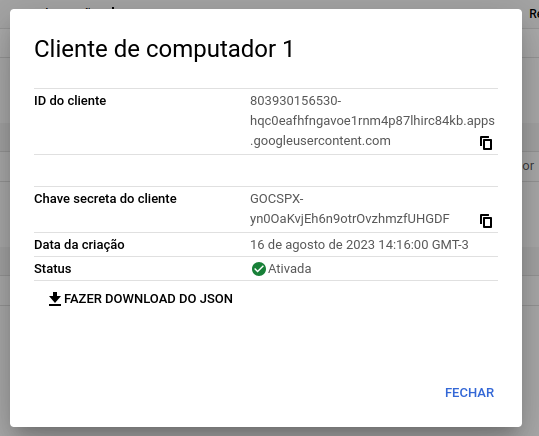 Cliente de computador 1
ID do cliente
803930156530-
hqc0eafhfngavoe1rnm4p87lhirc84kb.apps
.googleusercontent.com
Chave secreta do cliente
GOCSPX-
yn0OaKvjEh6n9otrOvzhmzfUHGDF
Data da criação
16 de agosto de 2023 14:16:00 GMT-3
Status
Ativada
FAZER DOWNLOAD DO JSON
FECHAR